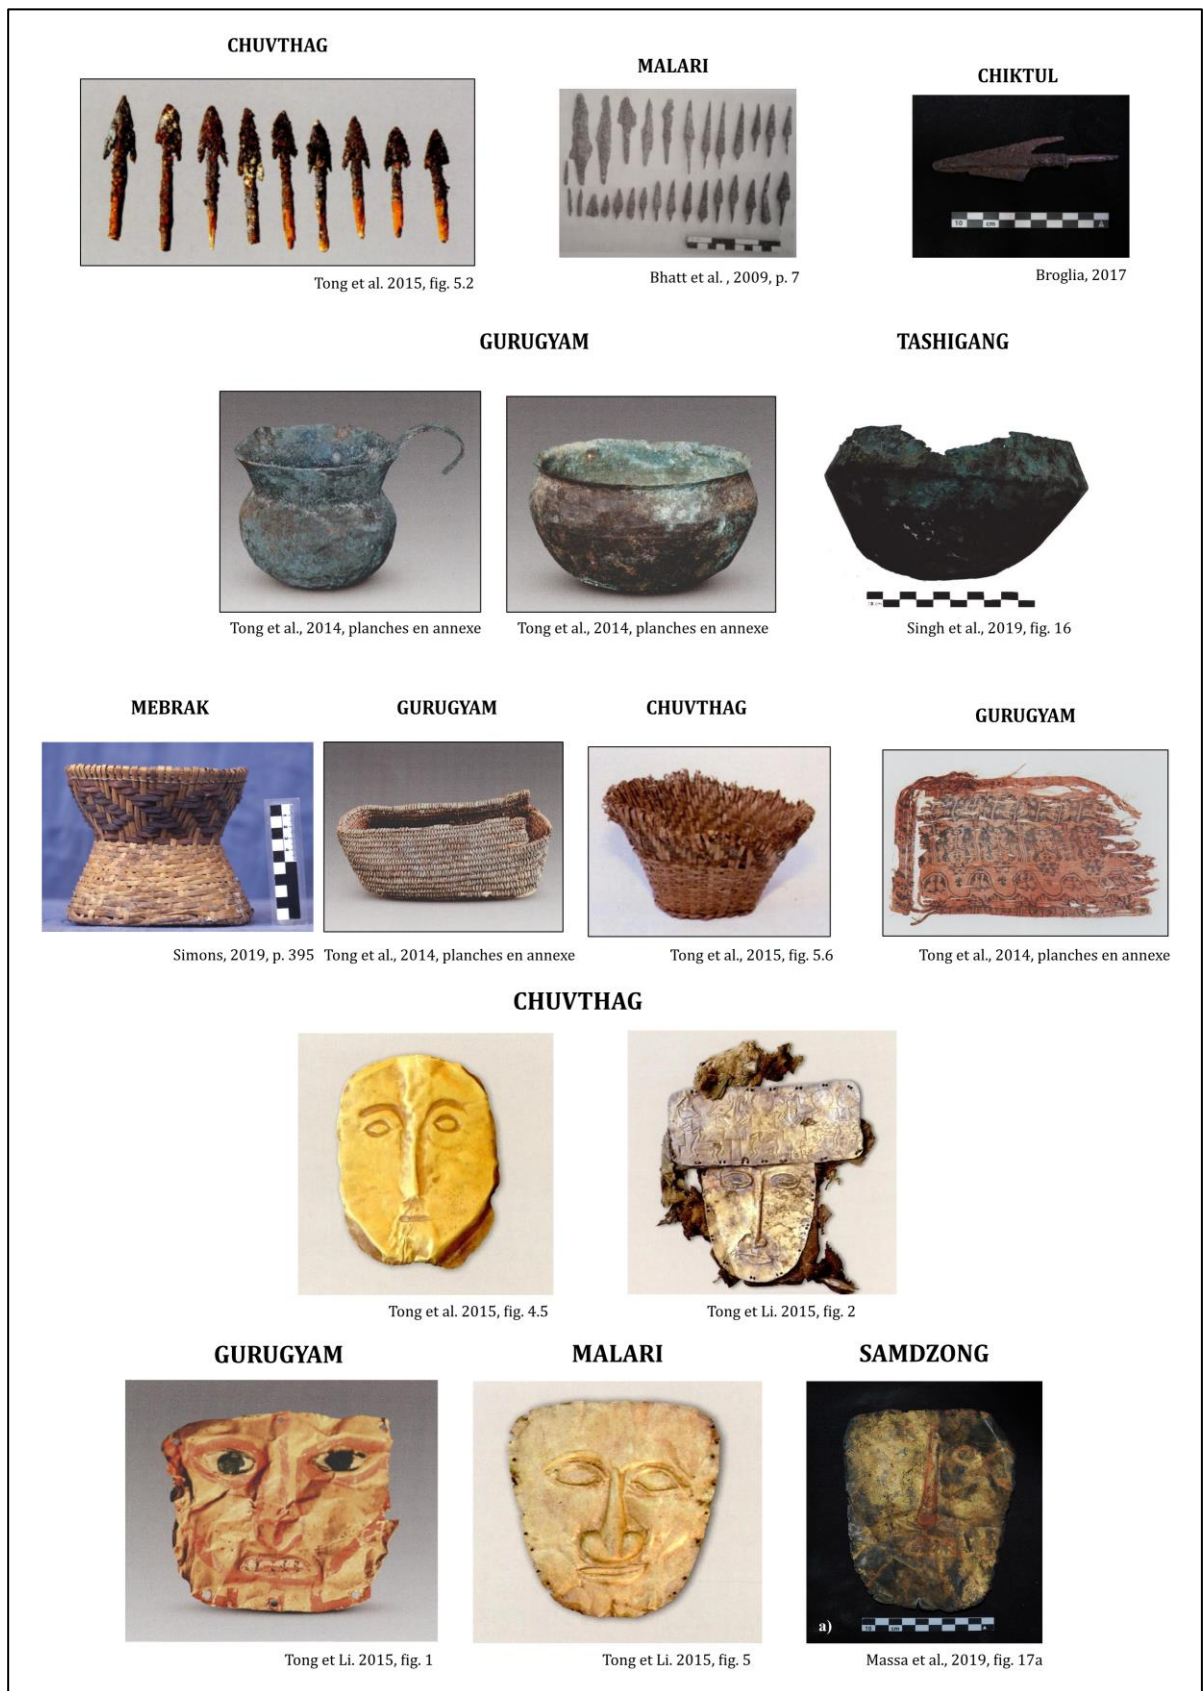 CHUVTHAG
MALARI
CHIKTUL
10 cm A
Tong et al. 2015, fig. 5.2
Bhatt et al. , 2009, p. 7
Broglia, 2017
GURUGYAM
TASHIGANG
Tong et al., 2014, planches en annexe
Tong et al., 2014, planches en annexe
Singh et al., 2019, fig. 16
MEBRAK
GURUGYAM
CHUVTHAG
GURUGYAM
Simons, 2019, p. 395
Tong et al., 2014, planches en annexe
Tong et al., 2015, fig. 5.6
Tong et al., 2014, planches en annexe
CHUVTHAG
Tong et al. 2015, fig. 4.5
Tong et Li. 2015, fig. 2
GURUGYAM
MALARI
SAMDZONG
a)
10 cm A
Tong et Li. 2015, fig. 1
Tong et Li. 2015, fig. 5
Massa et al., 2019, fig. 17a